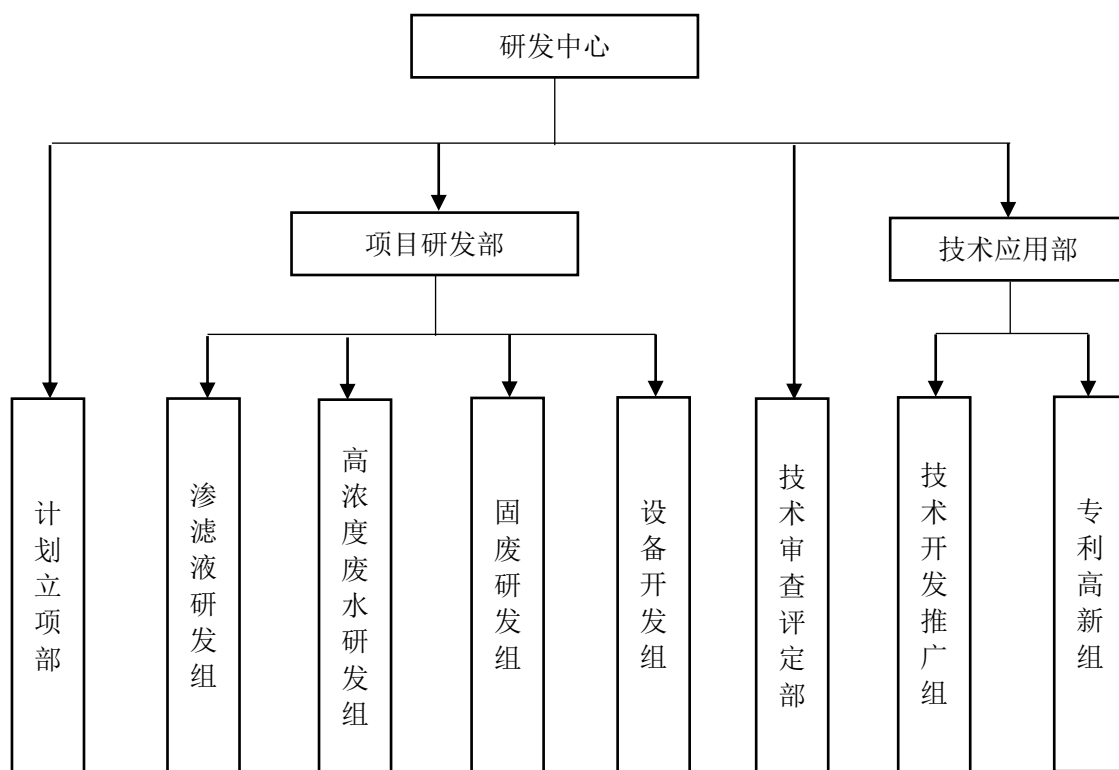 研发中心
项目研发部
技术应用部
计划立项部
渗滤液研发组
高浓度废水研发组
固废研发组
设备开发组
技术审查评定部
技术开发推广组
专利高新组